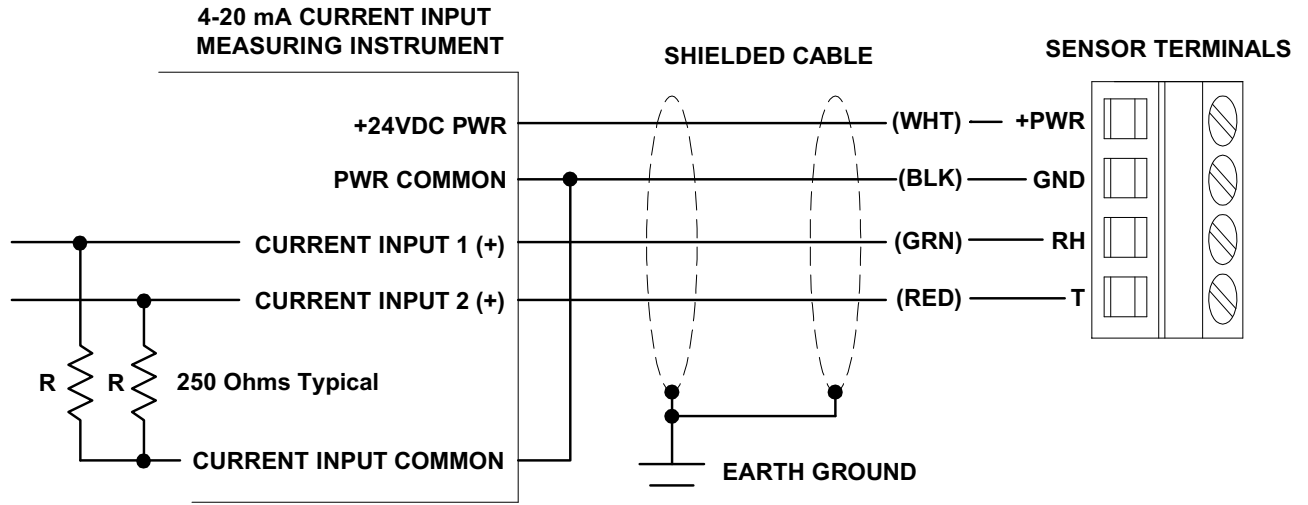 4-20 mA CURRENT INPUT
MEASURING INSTRUMENT
SHIELDED CABLE
SENSOR TERMINALS
+24VDC PWR
(WHT)
+PWR
PWR COMMON
(BLK)
GND
CURRENT INPUT 1 (+)
(GRN)
RH
CURRENT INPUT 2 (+)
(RED)
T
R
R
250 Ohms Typical
CURRENT INPUT COMMON
EARTH GROUND